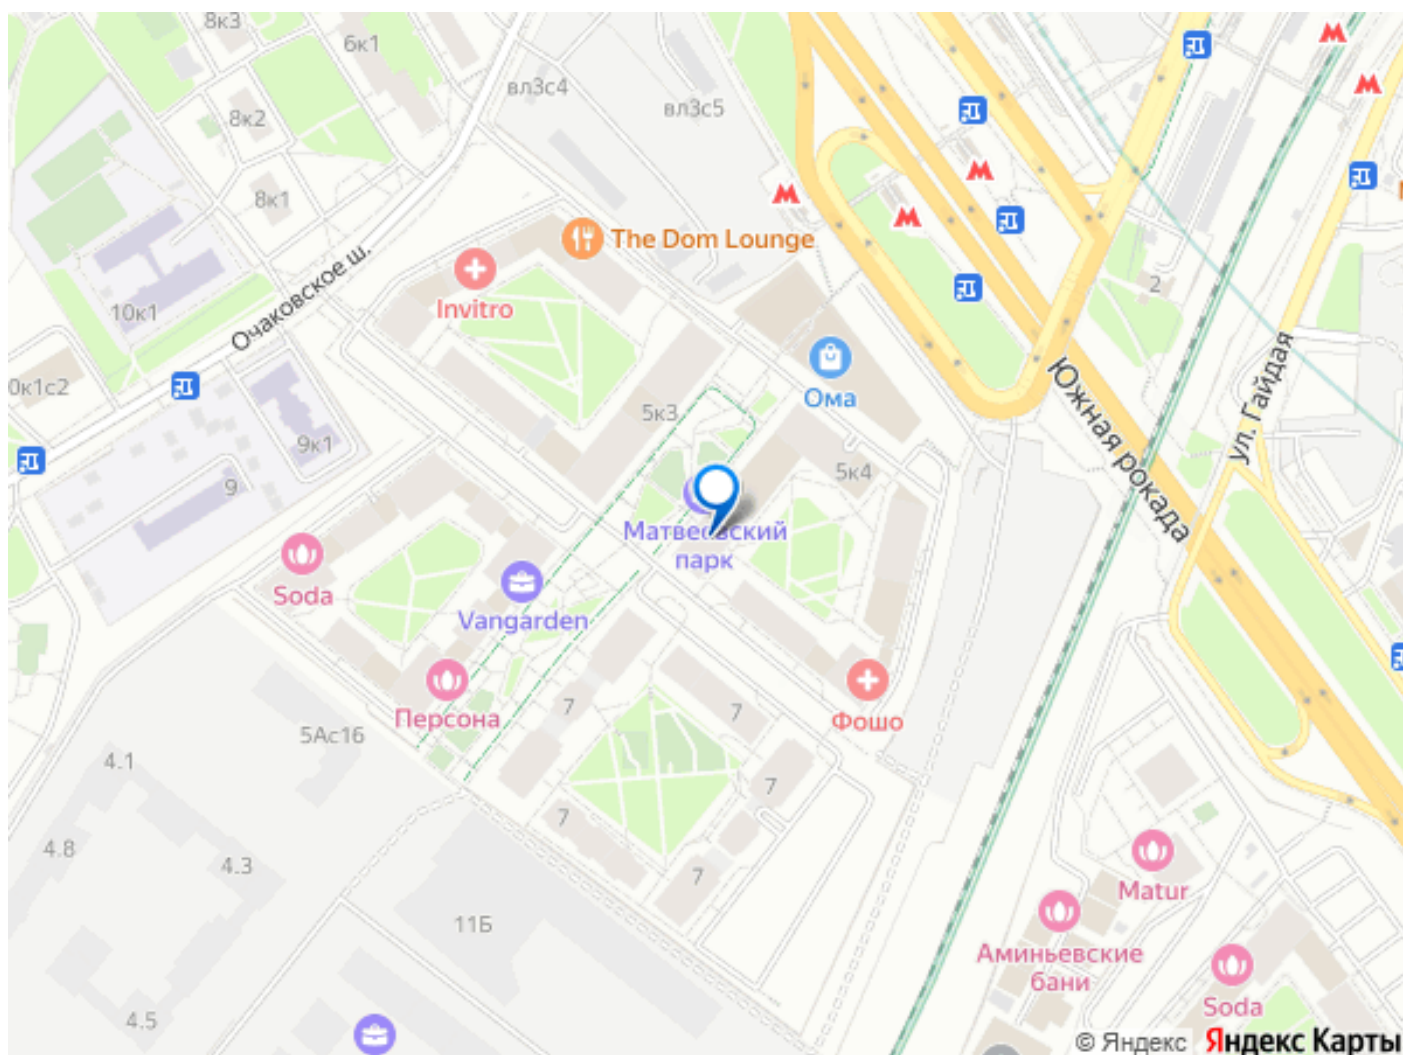 8к3
6к1
вл3с4
вл3с5
8к2
8к1
The Dom Lounge
Invitro
10к1
Очаковское ш.
2
Ома
Южная рокада
ул. Гайдая
0к1с2
5к3
9к1
5к4
9
Матвеевский
парк
Soda
Vangarden
Персона
Фошо
7
7
5Ас16
4.1
7
7
4.8
4.3
7
Matur
11Б
Аминьевские
бани
Soda
4.5
© Яндекс Яндекс Карты